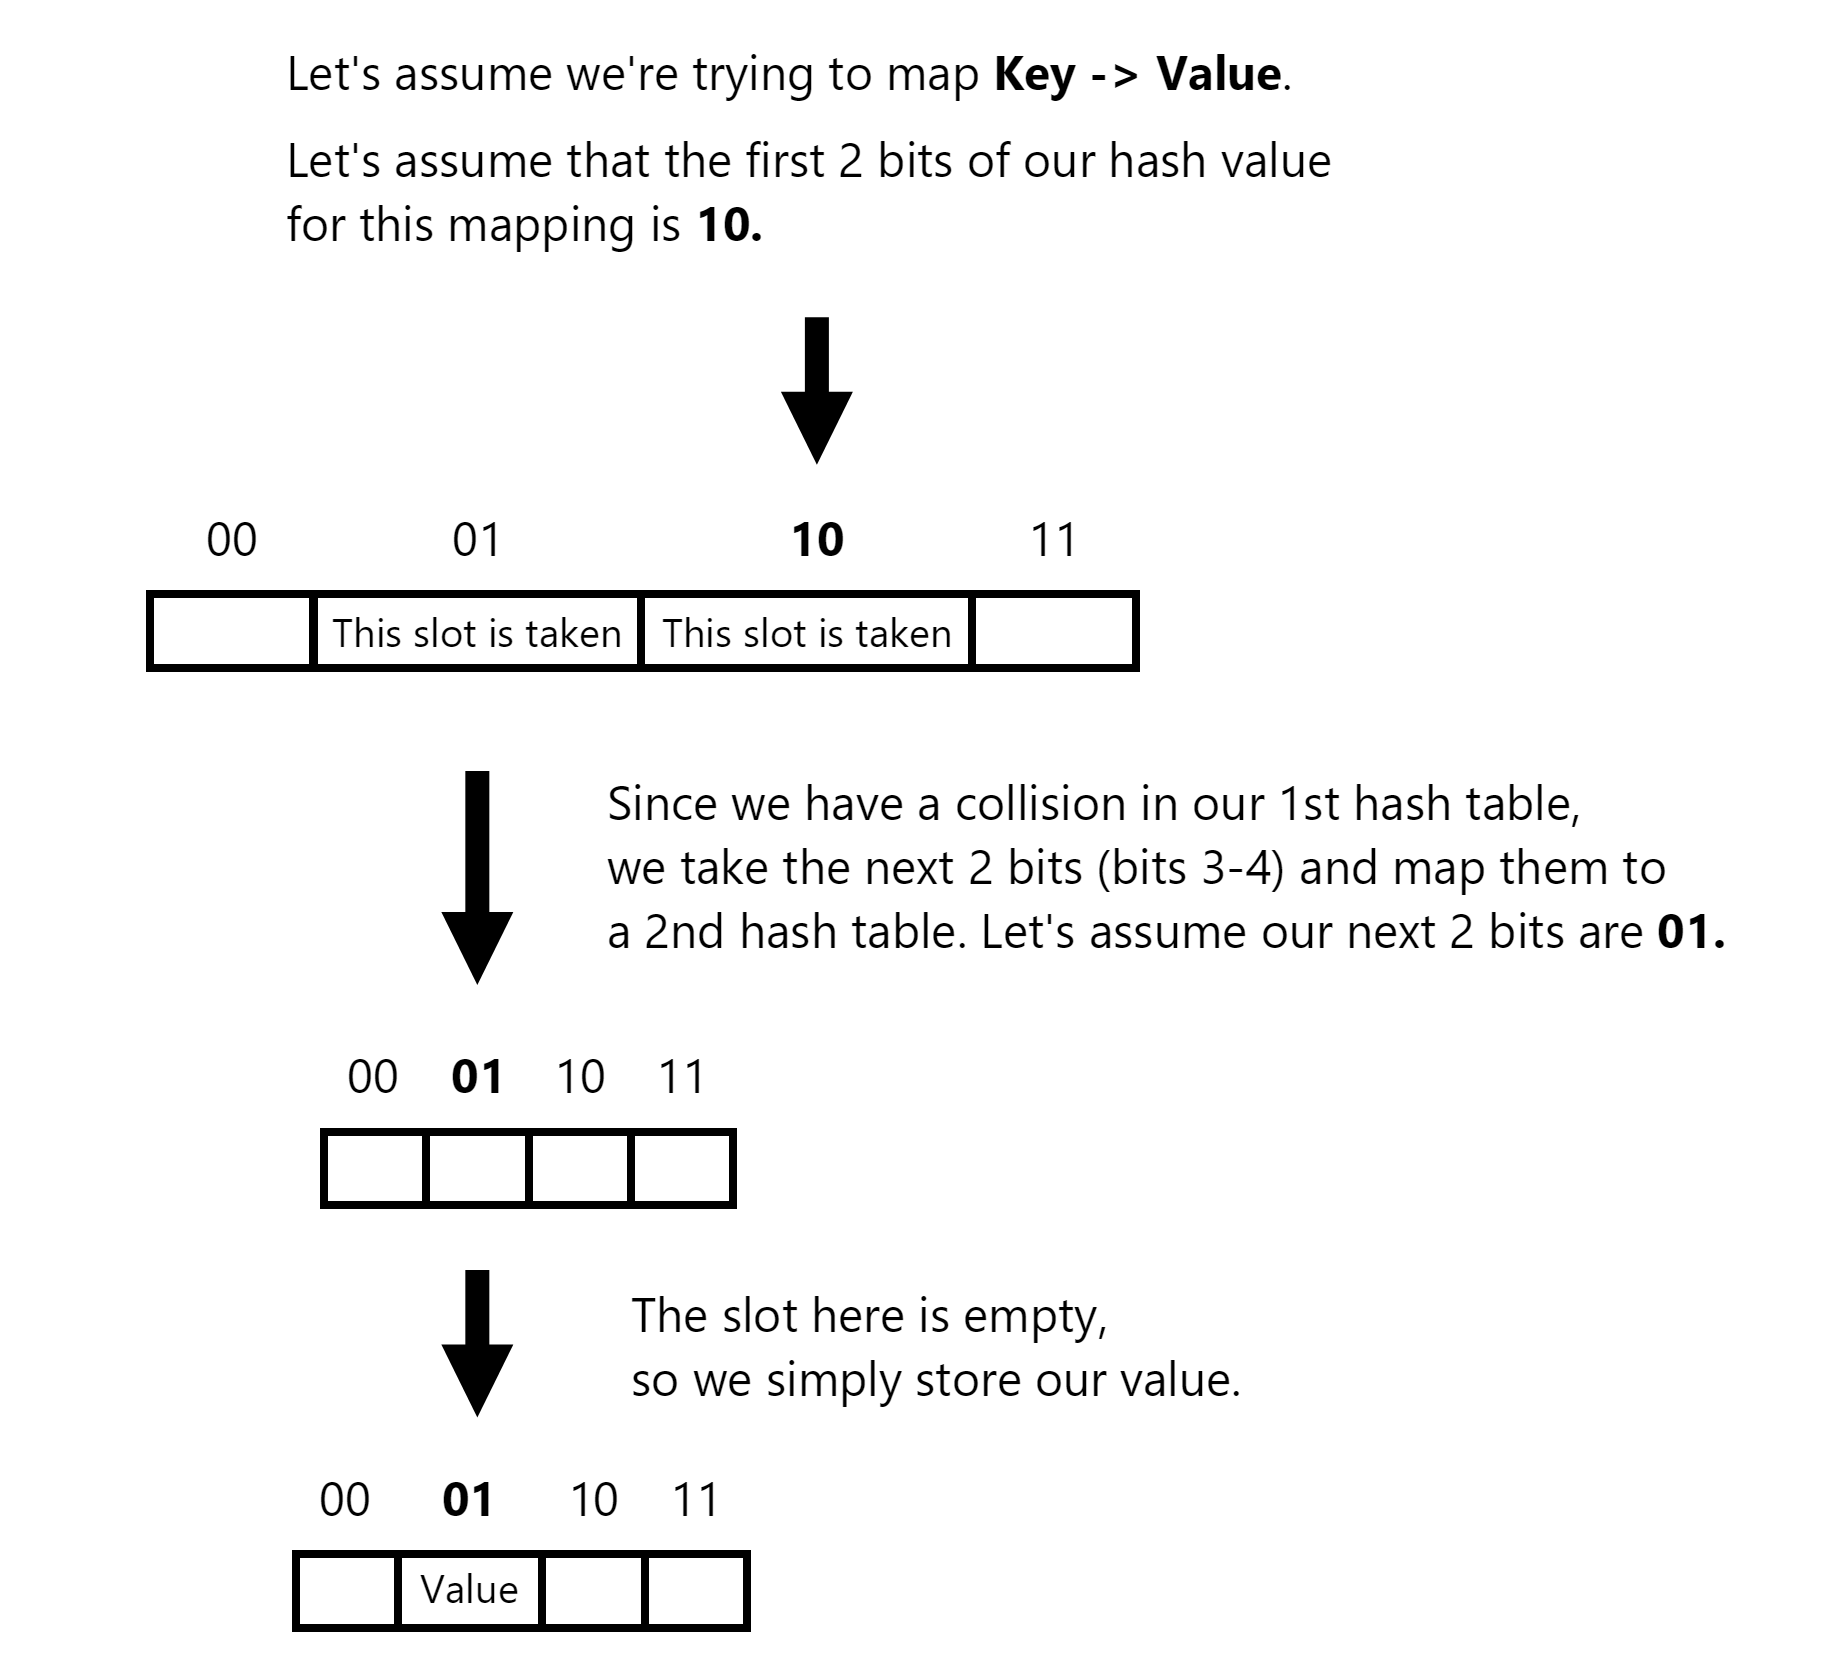 Let's assume we're trying to map Key -> Value.
Let's assume that the first 2 bits of our hash value
for this mapping is 10.
00 01 10 11
This slot is taken This slot is taken
Since we have a collision in our 1st hash table,
we take the next 2 bits (bits 3-4) and map them to
a 2nd hash table. Let's assume our next 2 bits are 01.
00 01 10 11
The slot here is empty,
so we simply store our value.
00 01 10 11
Value